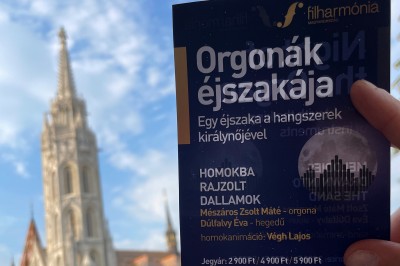 filharmónia
Orgonák
éjszakája
Egy éjszaka a hangszerek
királynőjével
HOMOKBA
RAJZOLT
DALLAMOK
Mészáros Zsolt Máté - orgona
Dúlfalvy Éva - hegedű
homokanimáció: Végh Lajos
Jegyár: 2 900 Ft / 4 900 Ft / 5 900 Ft